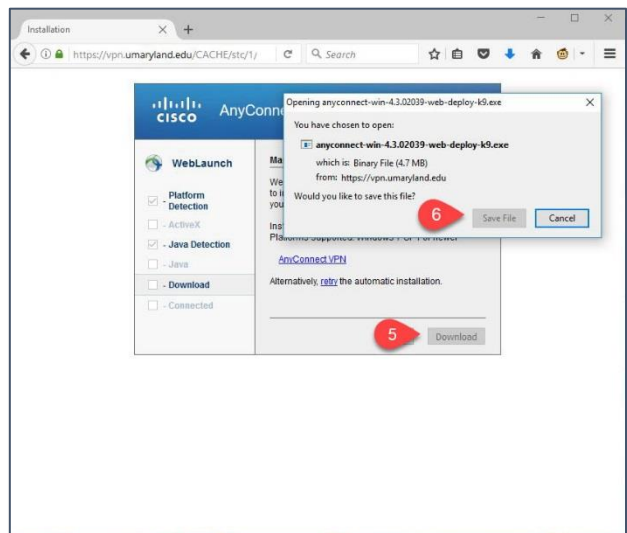 Installation
https://vpn.umaryland.edu/CACHE/stc/1/
Search
CISCO
AnyConne
Opening anyconnect-win-4.3.02039-web-deploy-k9.exe
You have chosen to open:
anyconnect-win-4.3.02039-web-deploy-k9.exe
which is: Binary File (4.7 MB)
from: https://vpn.umaryland.edu
Would you like to save this file?
6
Save File
Cancel
WebLaunch
- Platform
Detection
- ActiveX
- Java Detection
- Java
- Download
- Connected
Ma
We
to i
you
Ins
AnyConnect VPN
Alternatively, retry the automatic installation.
5
Download